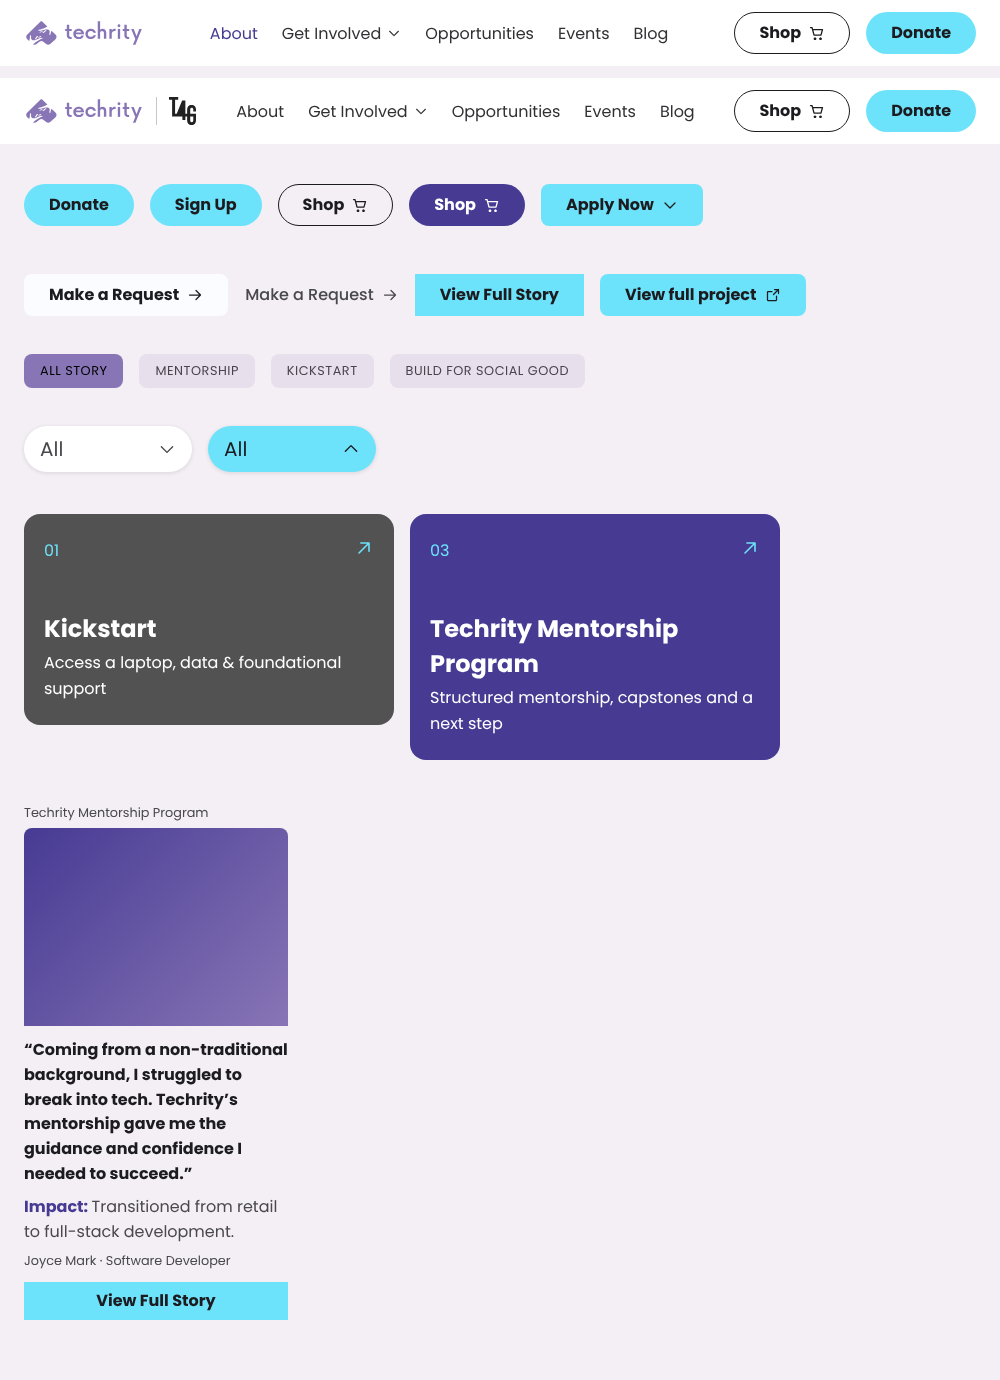 techrity About Get Involved Opportunities Events Blog Shop Donate
techrity T4G About Get Involved Opportunities Events Blog Shop Donate
Donate Sign Up Shop Shop Apply Now
Make a Request Make a Request View Full Story View full project
ALL STORY MENTORSHIP KICKSTART BUILD FOR SOCIAL GOOD
All All
01
Kickstart
Access a laptop, data & foundational
support
03
Techrity Mentorship
Program
Structured mentorship, capstones and a
next step
Techrity Mentorship Program
“Coming from a non-traditional
background, I struggled to
break into tech. Techrity’s
mentorship gave me the
guidance and confidence I
needed to succeed.”
Impact: Transitioned from retail
to full-stack development.
Joyce Mark · Software Developer
View Full Story